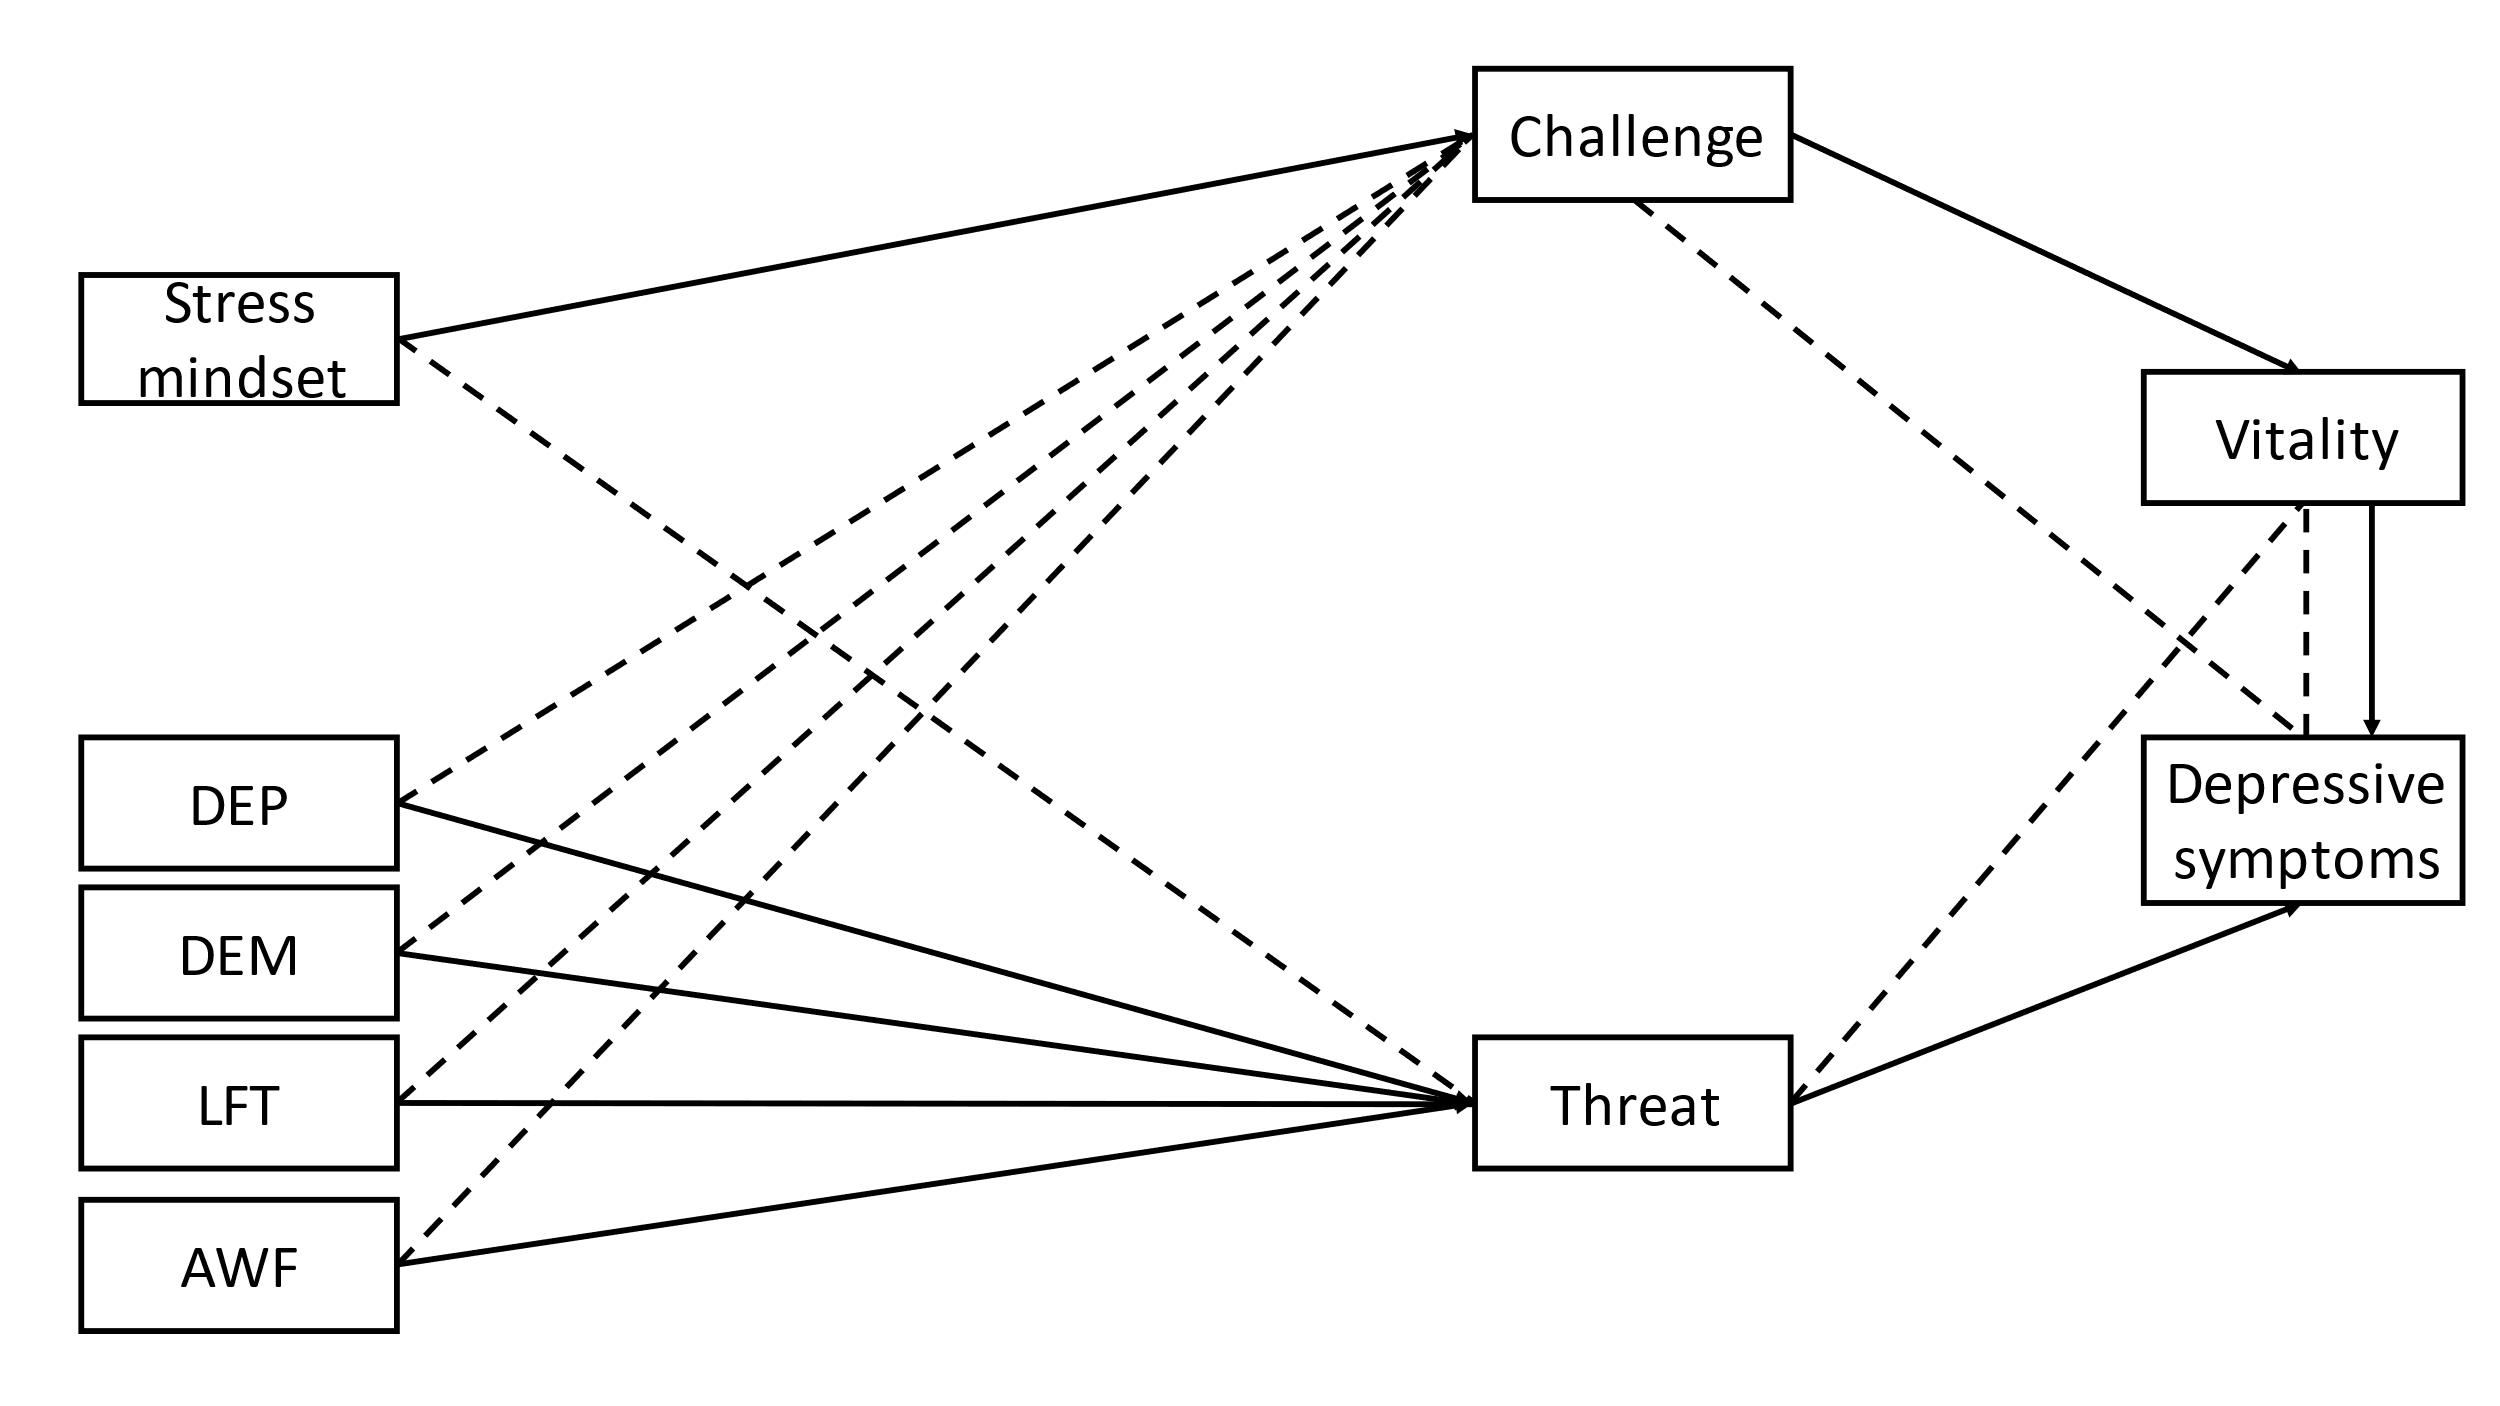 Challenge
Stress
mindset
Vitality
DEP
Depressive
symptoms
DEM
LFT
Threat
AWF